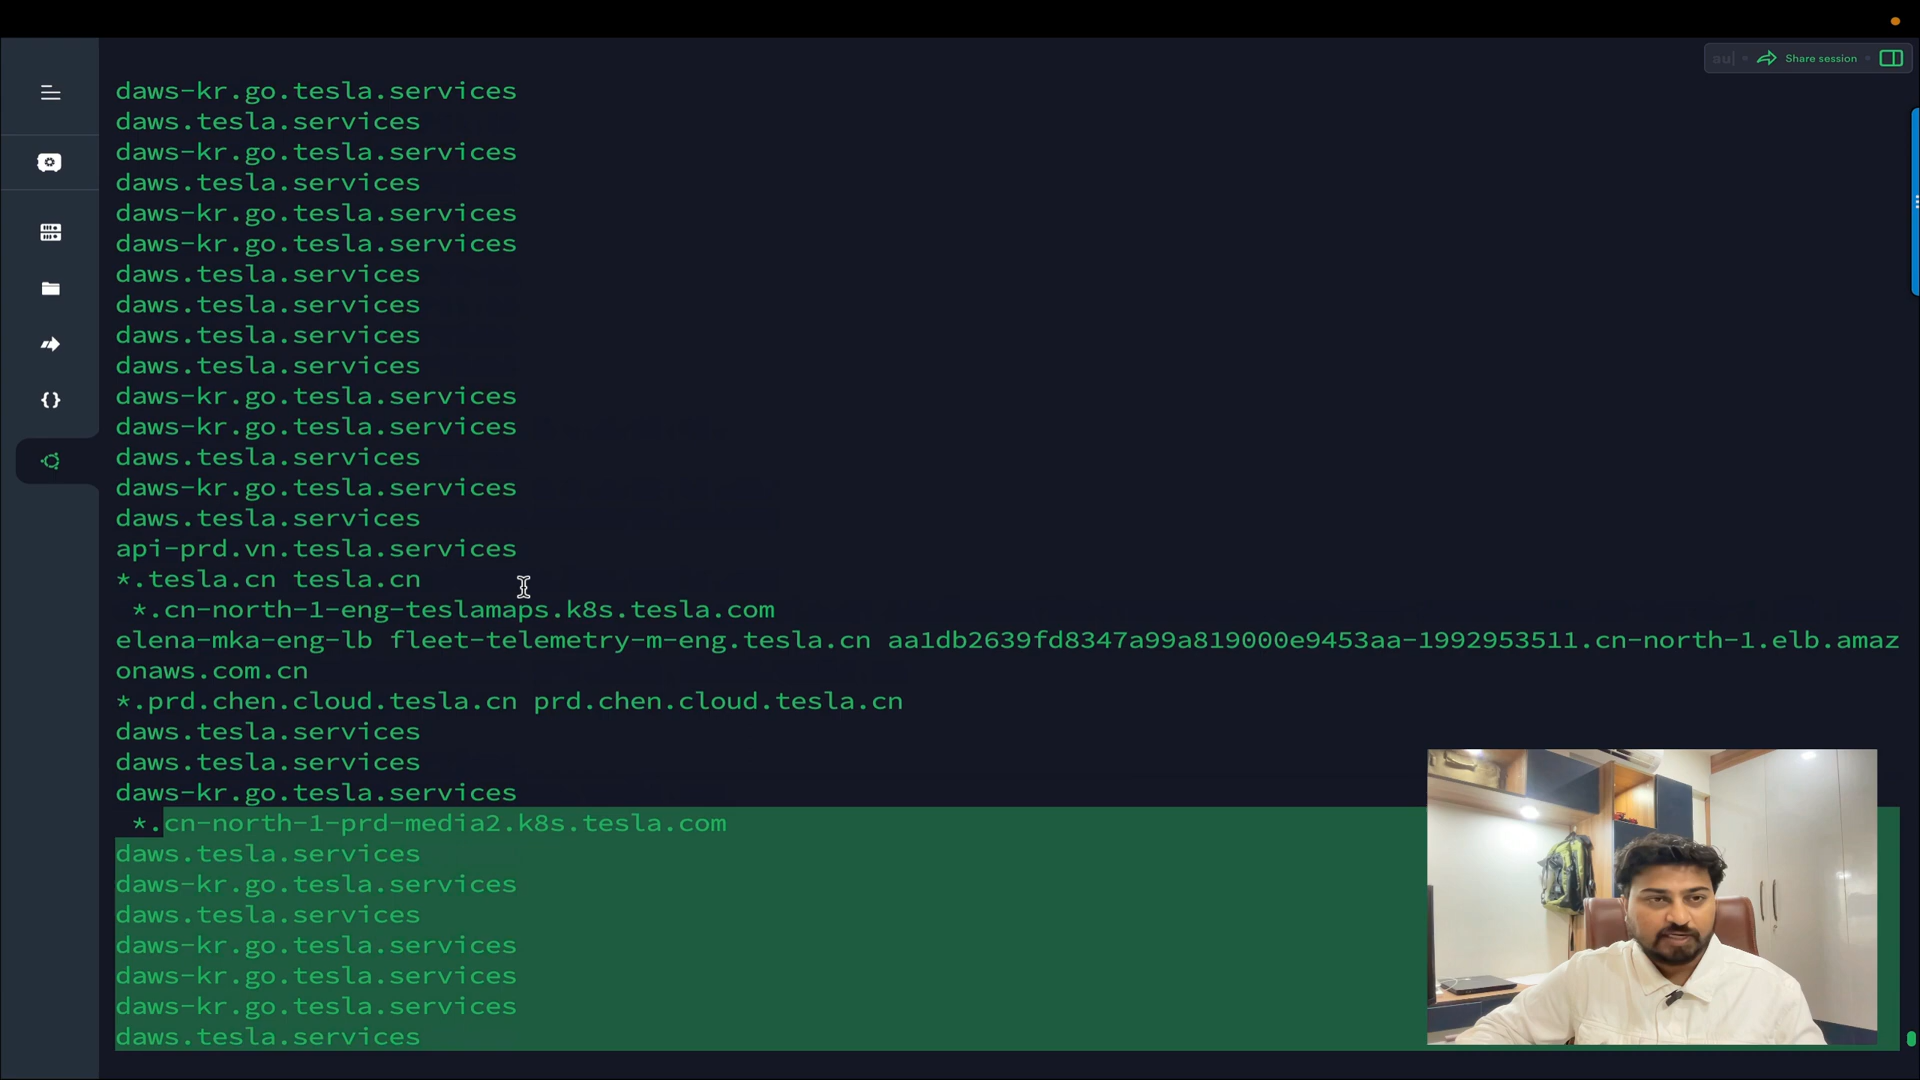 au|
Share session
daws-kr.go.tesla.services
daws.tesla.services
daws-kr.go.tesla.services
daws.tesla.services
daws-kr.go.tesla.services
daws-kr.go.tesla.services
daws.tesla.services
daws.tesla.services
daws.tesla.services
daws.tesla.services
daws-kr.go.tesla.services
daws-kr.go.tesla.services
daws.tesla.services
daws-kr.go.tesla.services
daws.tesla.services
api-prd.vn.tesla.services
*.tesla.cn tesla.cn
*.cn-north-1-eng-teslamaps.k8s.tesla.com
elena-mka-eng-lb fleet-telemetry-m-eng.tesla.cn aa1db2639fd8347a99a819000e9453aa-1992953511.cn-north-1.elb.amaz
onaws.com.cn
*.prd.chen.cloud.tesla.cn prd.chen.cloud.tesla.cn
daws.tesla.services
daws.tesla.services
daws-kr.go.tesla.services
*.cn-north-1-prd-media2.k8s.tesla.com
daws.tesla.services
daws-kr.go.tesla.services
daws.tesla.services
daws-kr.go.tesla.services
daws-kr.go.tesla.services
daws-kr.go.tesla.services
daws.tesla.services